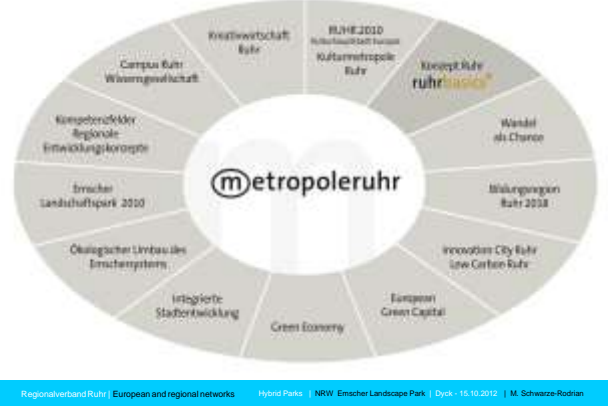 Kreativwirtschaft
Ruhr
RUHR.2010
Kulturhauptstadt Europas
Kulturmetropole
Ruhr
Konzept Ruhr
ruhrbasics®
Campus Ruhr
Wissensgesellschaft
Kompetenzfelder
Regionale
Entwicklungskonzepte
Wandel
als Chance
metropoleruhr
Emscher
Landschaftspark 2010
Bildungsregion
Ruhr 2018
Ökologischer Umbau des
Emschersystems
Innovation City Ruhr
Low Carbon Ruhr
Integrierte
Stadtentwicklung
European
Green Capital
Green Economy
Regionalverband Ruhr | European and regional networks Hybrid Parks | NRW Emscher Landscape Park | Dyck - 15.10.2012 | M. Schwarze-Rodrian